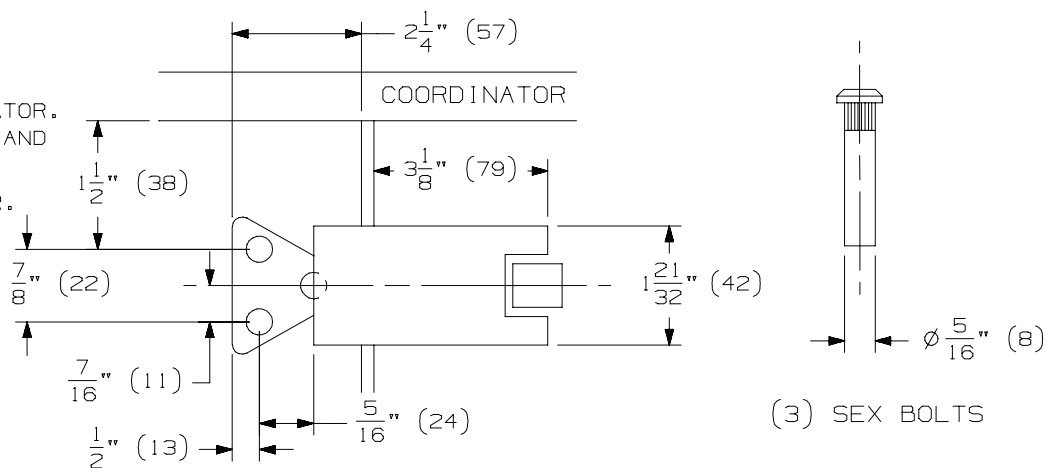 2 1/4" (57)
COORDINATOR
TOR.
AND
1 1/2" (38)
3 1/8" (79)
7/8" (22)
1 21/32" (42)
7/16" (11)
5/16" (24)
1/2" (13)
Ø 5/16" (8)
(3) SEX BOLTS